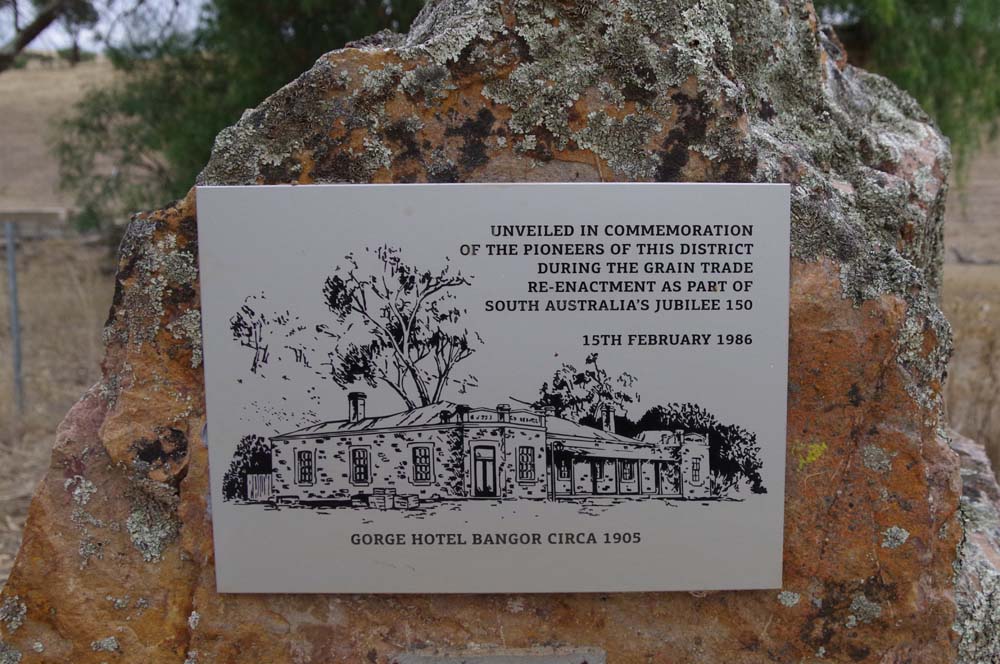 UNVEILED IN COMMEMORATION
OF THE PIONEERS OF THIS DISTRICT
DURING THE GRAIN TRADE
RE-ENACTMENT AS PART OF
SOUTH AUSTRALIA'S JUBILEE 150
15TH FEBRUARY 1986
GORGE HOTEL BANGOR CIRCA 1905